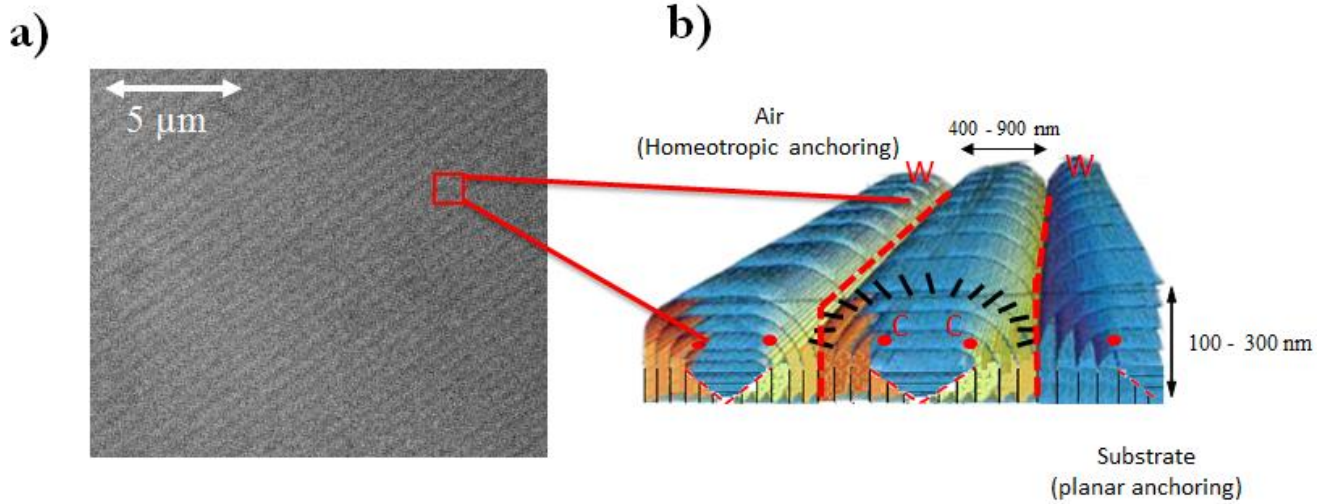 a)
5 µm
b)
Air
(Homeotropic anchoring)
400 - 900 nm
W
W
C
C
100 - 300 nm
Substrate
(planar anchoring)